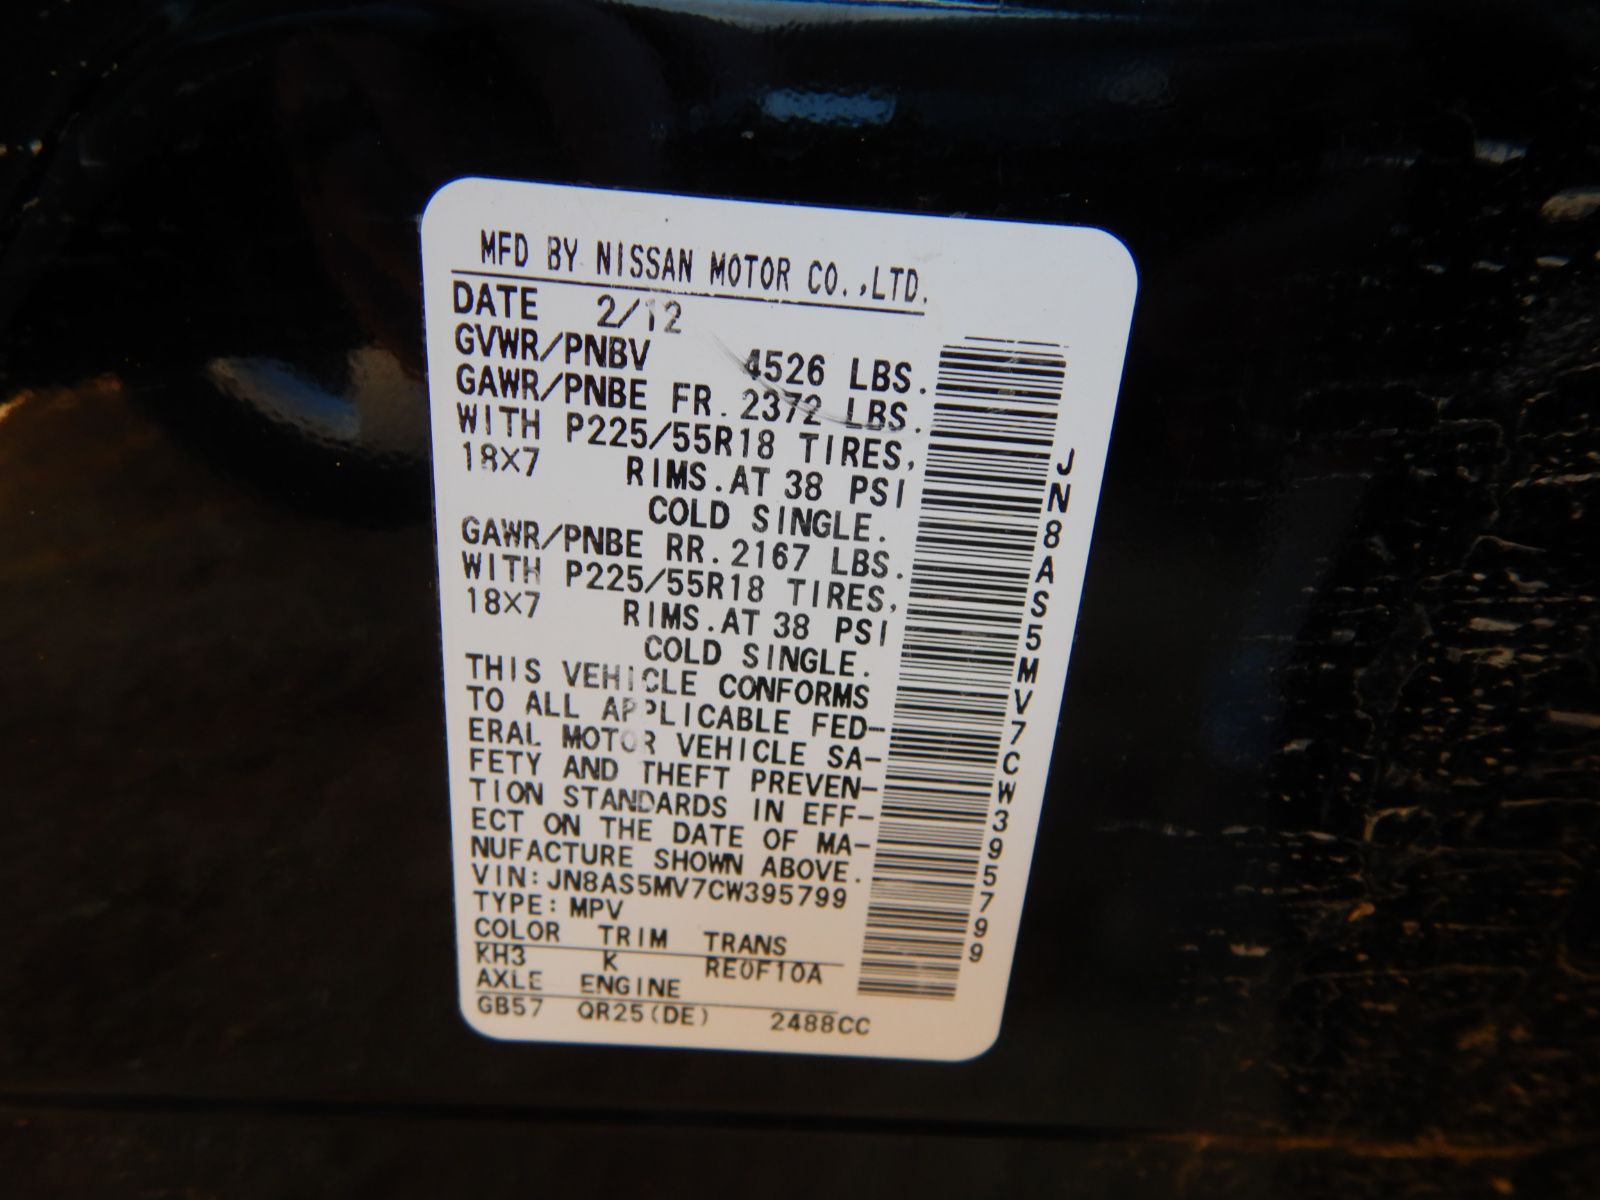 MFD BY NISSAN MOTOR CO.,LTD.
DATE 2/12
GVWR/PNBV 4526 LBS.
GAWR/PNBE FR. 2372 LBS.
WITH P225/55R18 TIRES,
18X7 RIMS.AT 38 PSI
COLD SINGLE.
GAWR/PNBE RR. 2167 LBS.
WITH P225/55R18 TIRES,
18X7 RIMS.AT 38 PSI
COLD SINGLE.
THIS VEHICLE CONFORMS
TO ALL APPLICABLE FED-
ERAL MOTOR VEHICLE SA-
FETY AND THEFT PREVEN-
TION STANDARDS IN EFF-
ECT ON THE DATE OF MA-
NUFACTURE SHOWN ABOVE.
VIN:JN8AS5MV7CW395799
TYPE:MPV
COLOR TRIM TRANS
KH3 K RE0F10A
AXLE ENGINE
GB57 QR25(DE) 2488CC
JN8AS5MV7CW395799